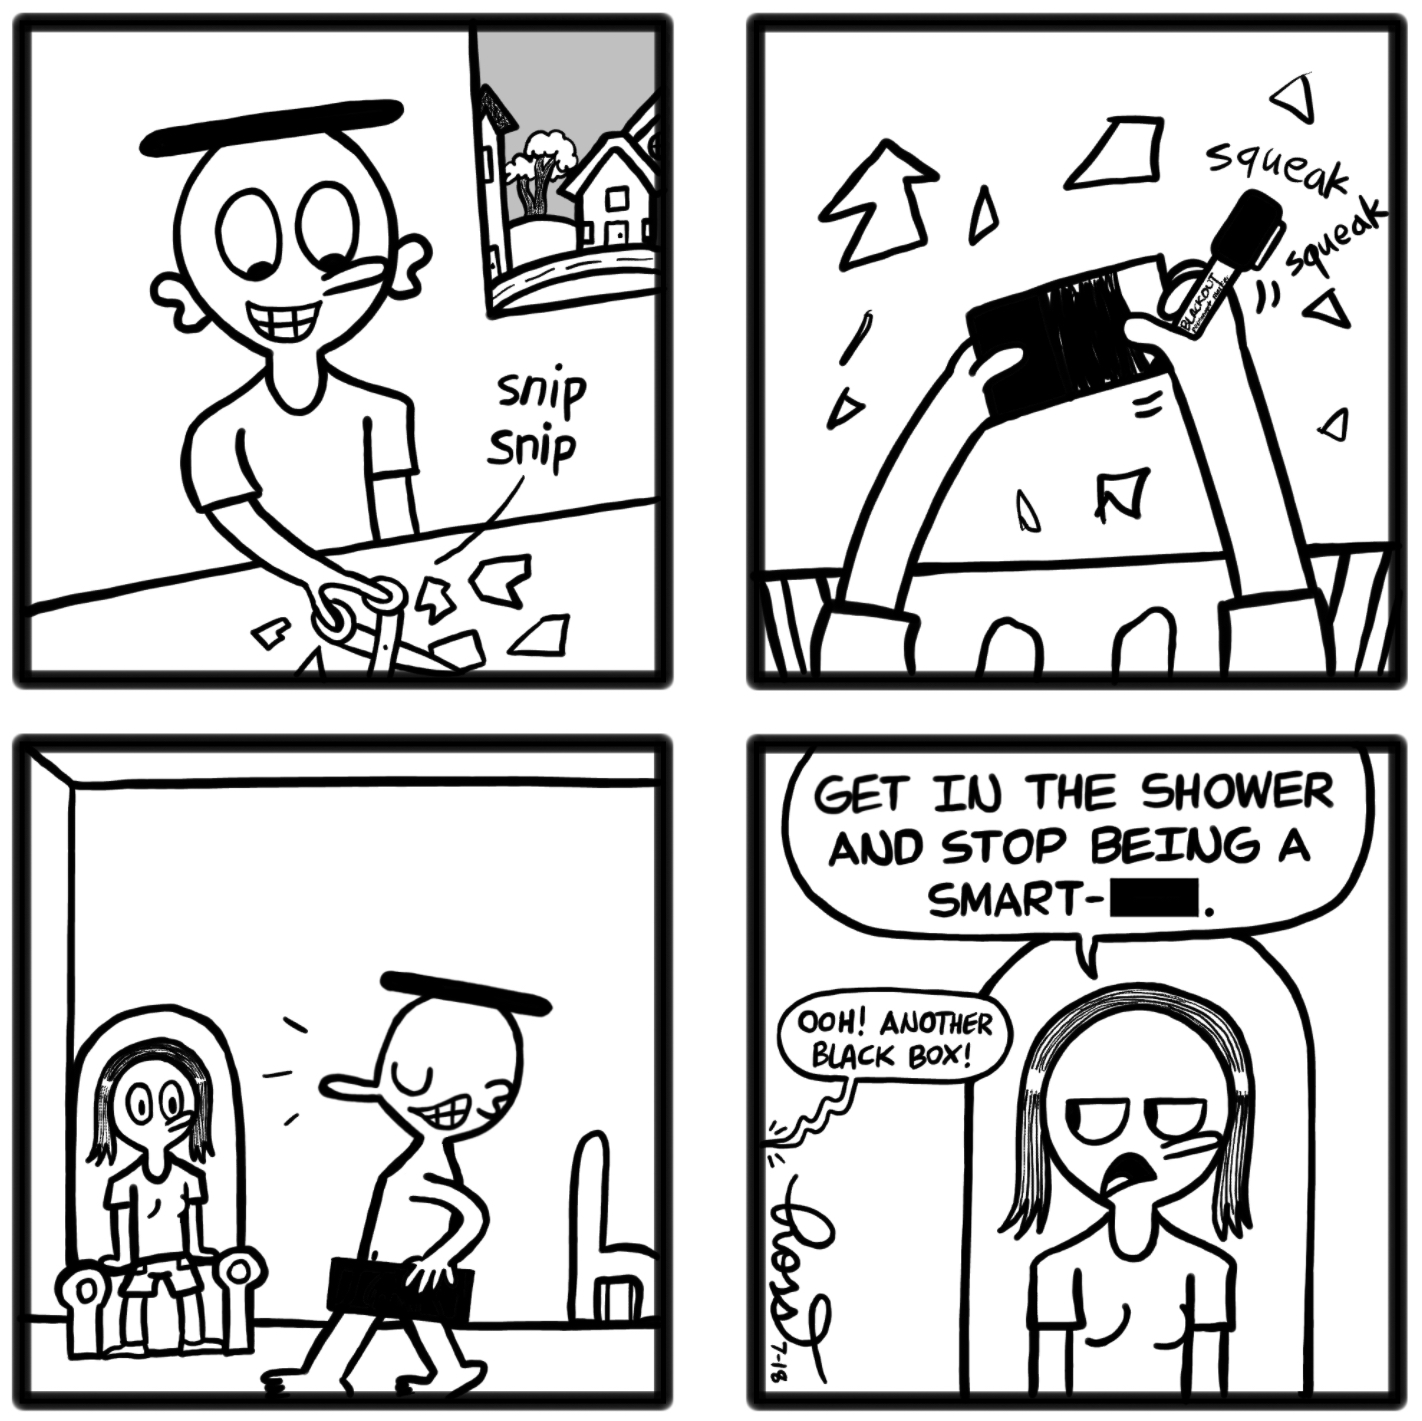 snip
snip
squeak
squeak
BLACKOUT
GET IN THE SHOWER
AND STOP BEING A
SMART-
.
OOH! ANOTHER
BLACK BOX!
Ross
7-18